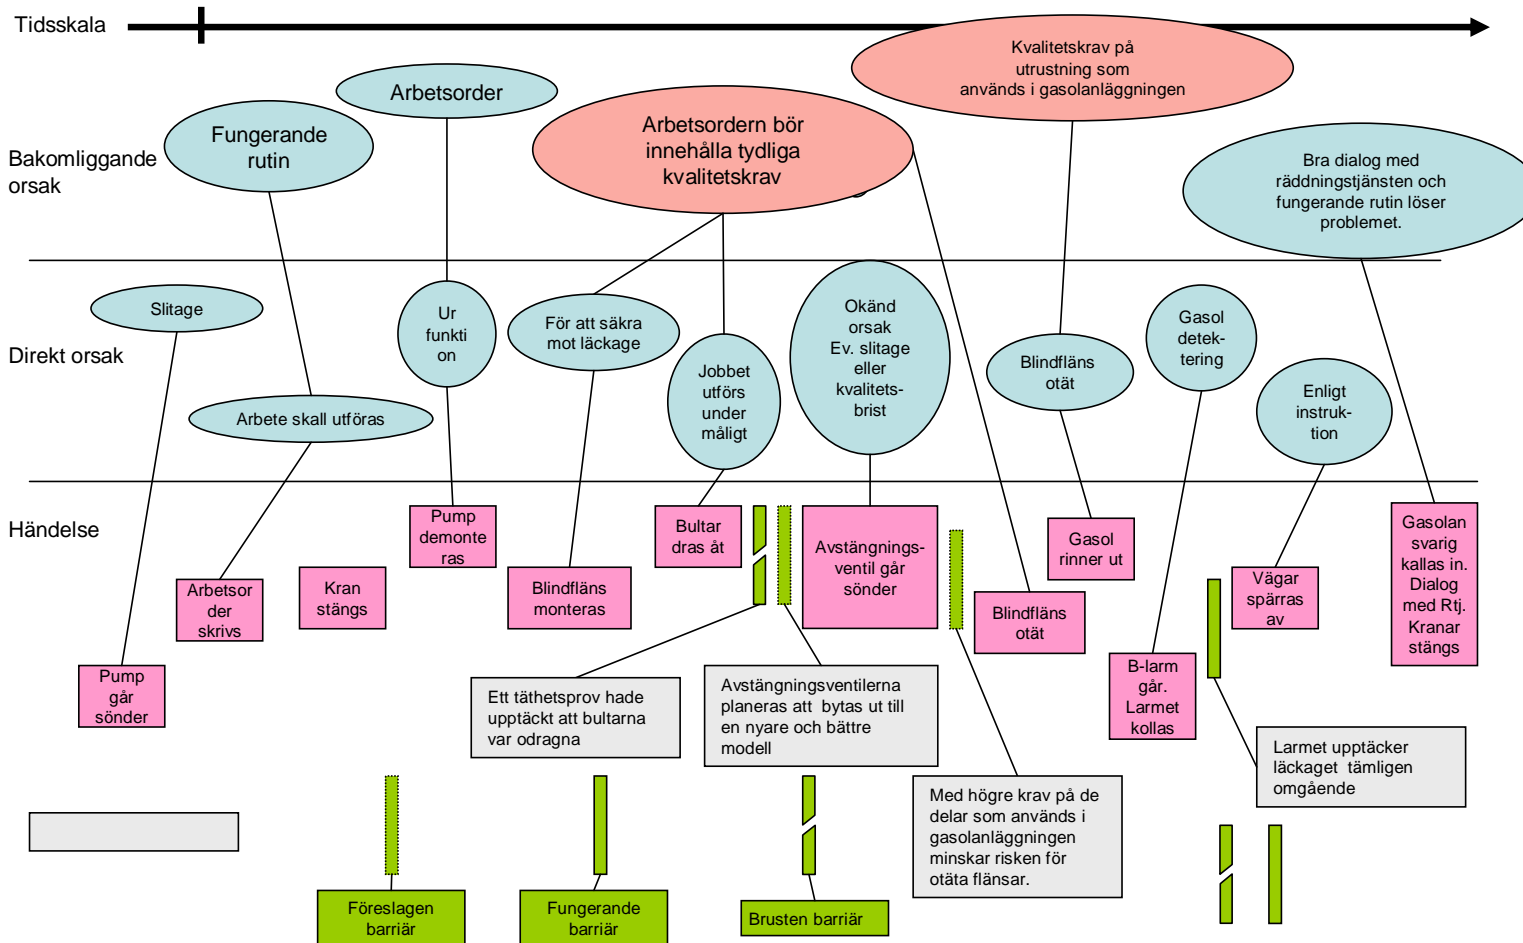 Tidsskala
Kvalitetskrav på
utrustning som
används i gasolanläggningen
Arbetsorder
Fungerande
rutin
Arbetsordern bör
innehålla tydliga
kvalitetskrav
Bakomliggande
orsak
Bra dialog med
räddningstjänsten och
fungerande rutin löser
problemet.
Slitage
Ur
funkti
on
För att säkra
mot läckage
Okänd
orsak
Ev. slitage
eller
kvalitets-
brist
Gasol
detek-
tering
Direkt orsak
Jobbet
utförs
under
måligt
Blindfläns
otät
Enligt
instruk-
tion
Arbete skall utföras
Händelse
Pump
demonte
ras
Bultar
dras åt
Avstängnings-
ventil går
sönder
Gasol
rinner ut
Gasolan
svarig
kallas in.
Dialog
med Rtj.
Kranar
stängs
Arbetsor
der
skrivs
Kran
stängs
Blindfläns
monteras
Blindfläns
otät
Vägar
spärras
av
Pump
går
sönder
B-larm
går.
Larmet
kollas
Ett täthetsprov hade
upptäckt att bultarna
var odragna
Avstängningsventilerna
planeras att  bytas ut till
en nyare och bättre
modell
Larmet upptäcker
läckaget  tämligen
omgående
Med högre krav på de
delar som används i
gasolanläggningen
minskar risken för
otäta flänsar.
Föreslagen
barriär
Fungerande
barriär
Brusten barriär